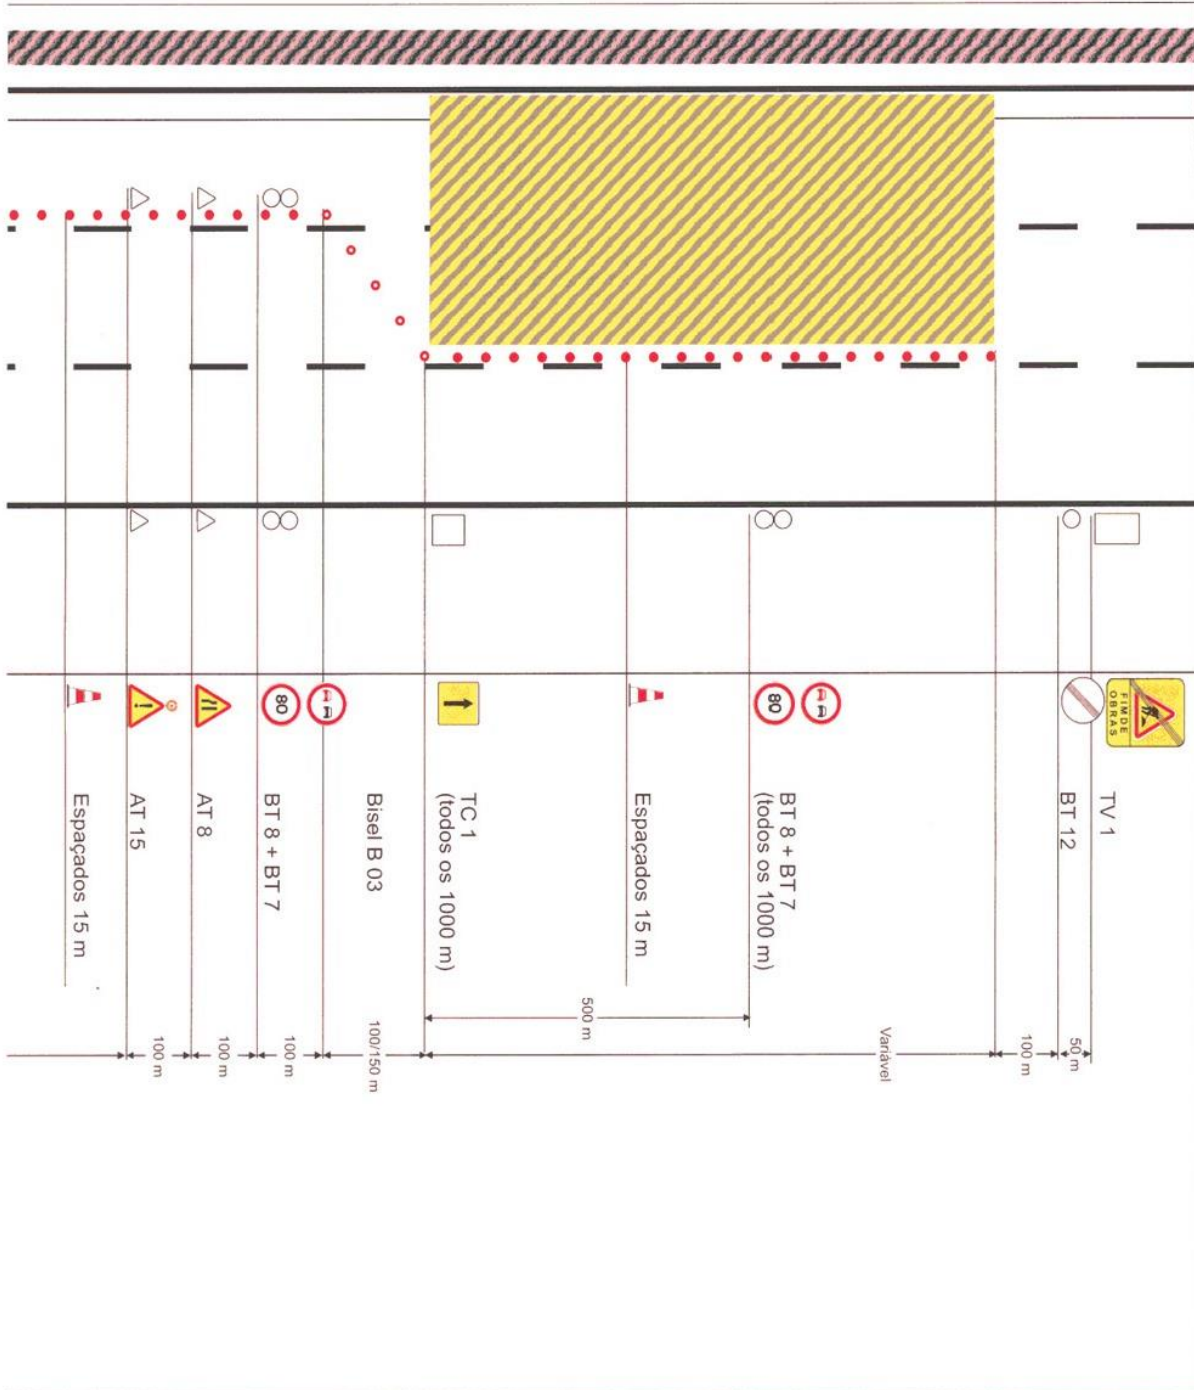 FIM DE
OBRAS
TV 1
BT 12
80
BT 8 + BT 7
(todos os 1000 m)
Espaçados 15 m
TC 1
(todos os 1000 m)
Bisel B 03
80
BT 8 + BT 7
AT 8
AT 15
Espaçados 15 m
50 m
100 m
Variável
500 m
100/150 m
100 m
100 m
100 m